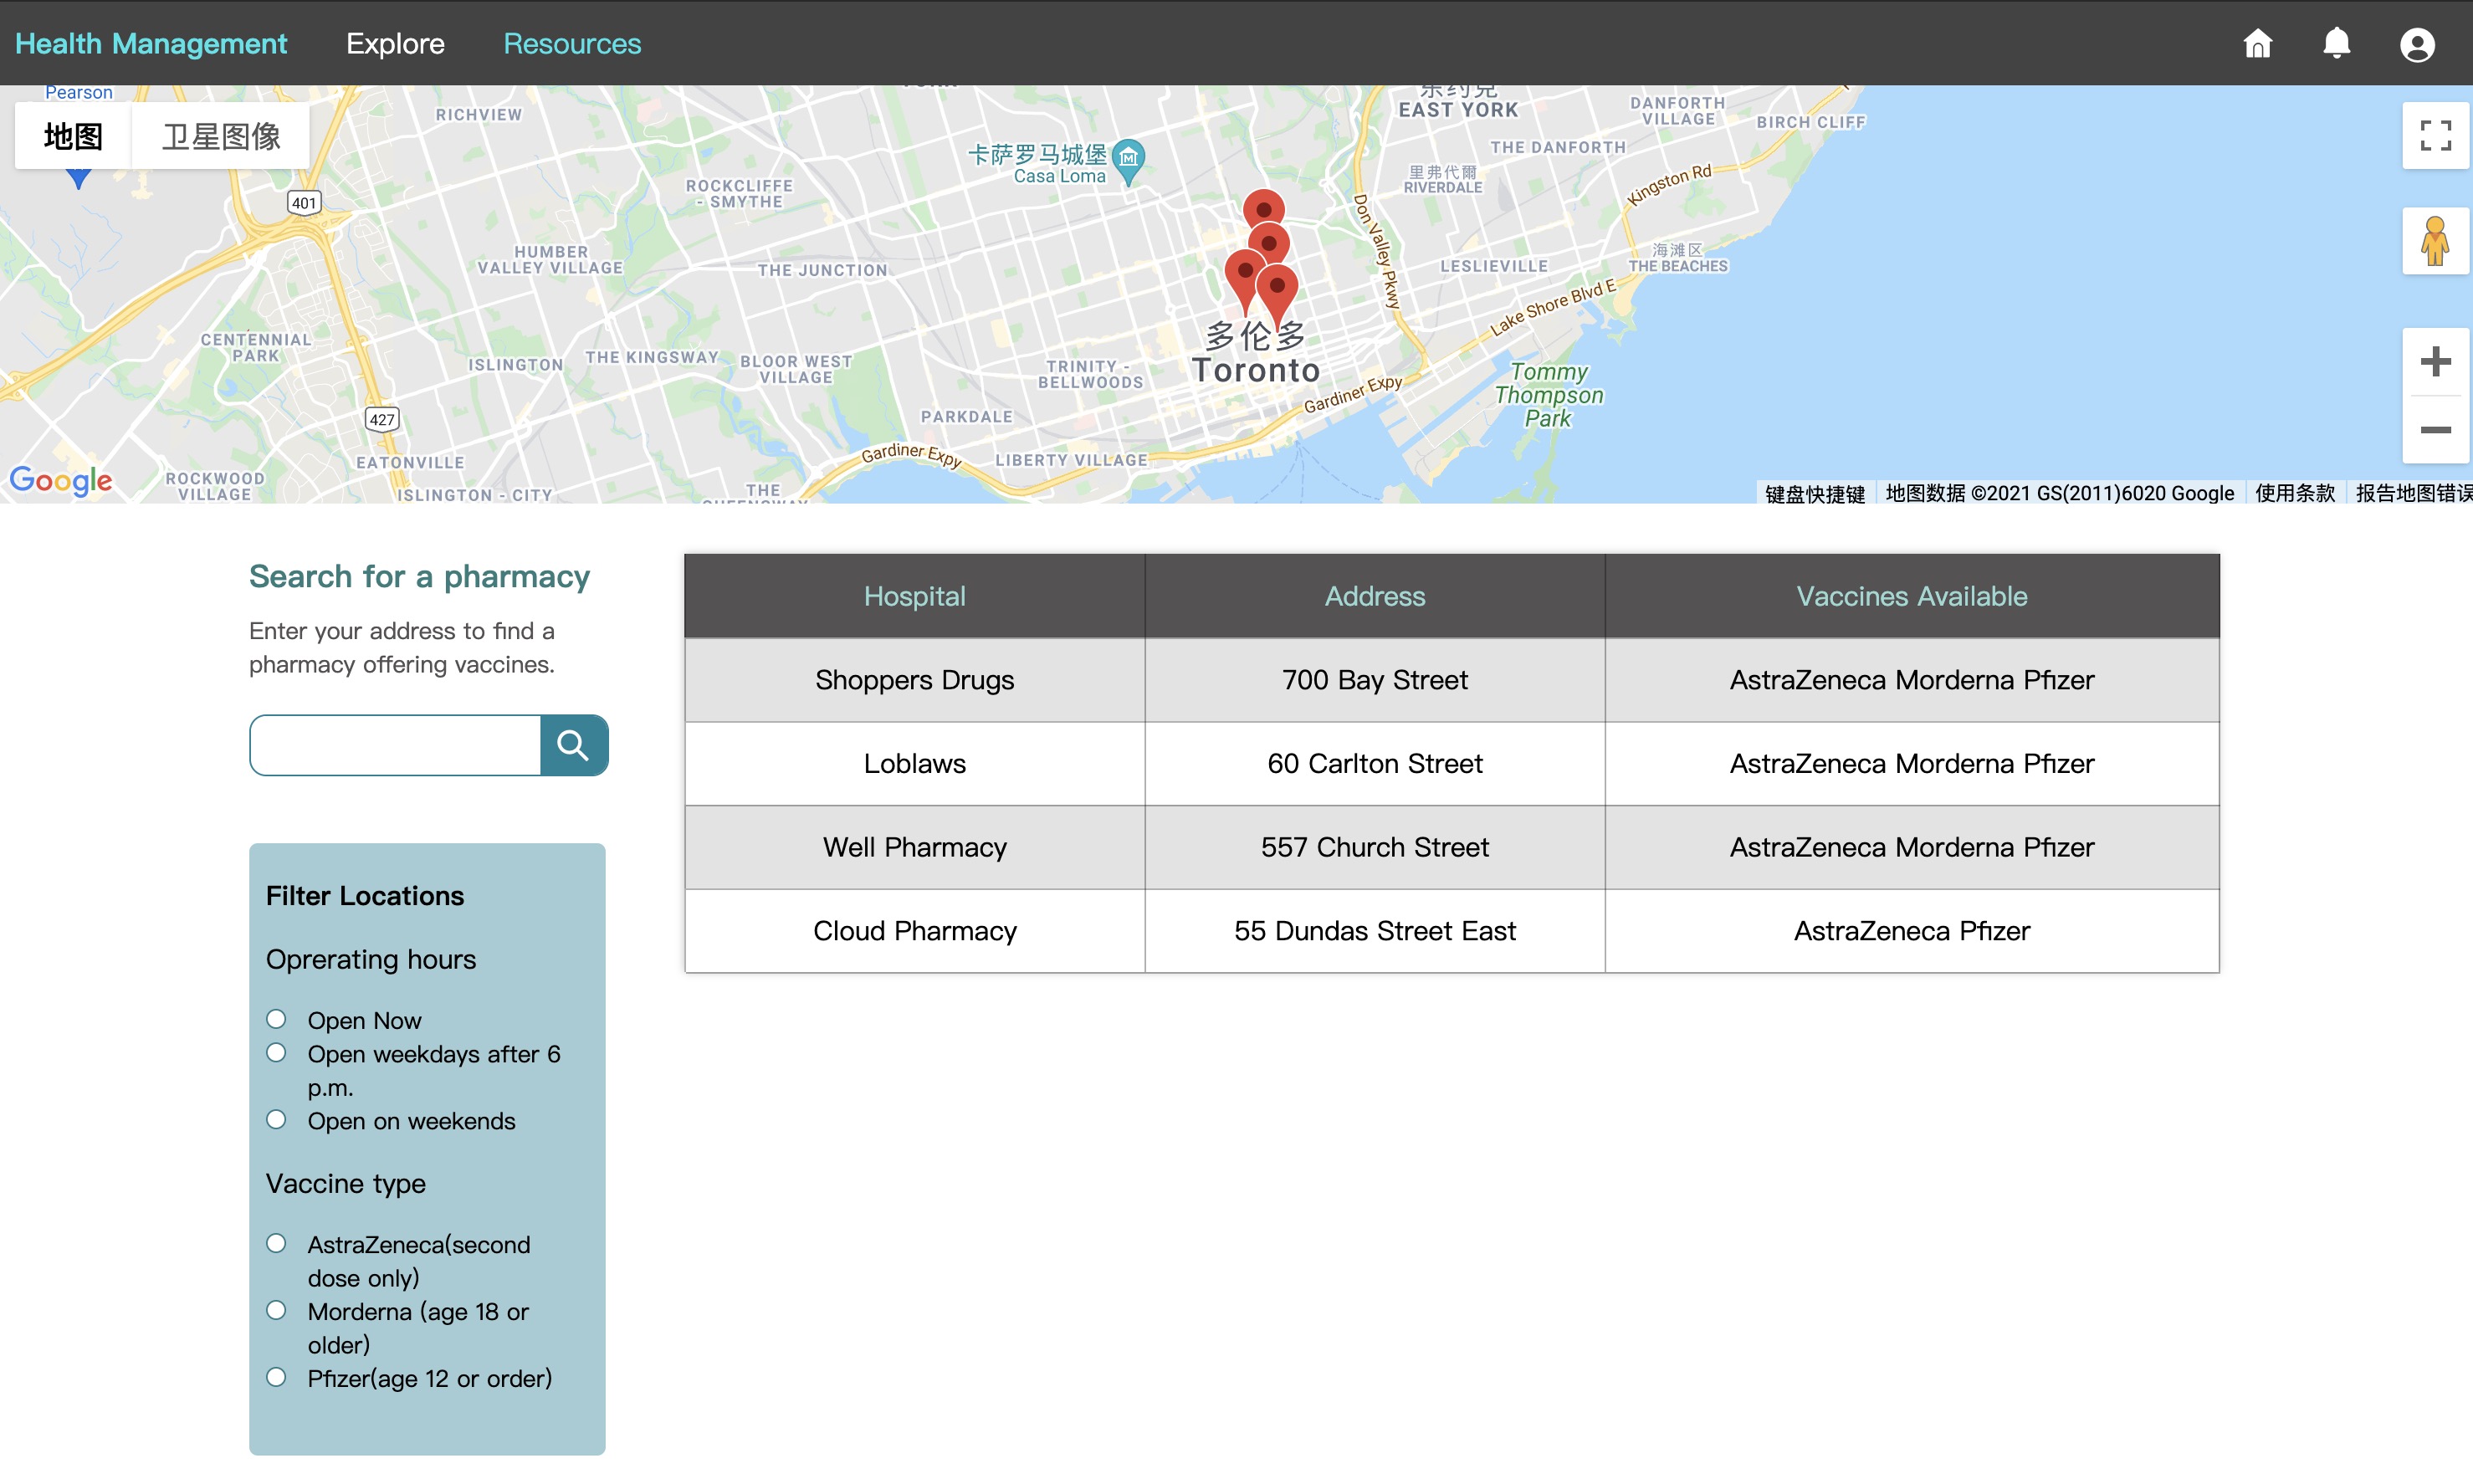 Health Management Explore Resources
Pearson
地图 卫星图像
RICHVIEW
401
ROCKCLIFFE
- SMYTHE
卡萨罗马城堡
Casa Loma
EAST YORK
DANFORTH
VILLAGE
BIRCH CLIFF
THE DANFORTH
里弗代爾
RIVERDALE
Kingston Rd
Don Valley Pkwy
HUMBER
VALLEY VILLAGE
THE JUNCTION
LESLIEVILLE
海滩区
THE BEACHES
Lake Shore Blvd E
CENTENNIAL
PARK
ISLINGTON
THE KINGSWAY
BLOOR WEST
VILLAGE
TRINITY -
BELLWOODS
多伦多
Toronto
Tommy
Thompson
Park
Gardiner Expy
427
PARKDALE
EATONVILLE
Gardiner Expy
LIBERTY VILLAGE
Google
ROCKWOOD
VILLAGE
ISLINGTON - CITY
THE
QUEENSWAY
键盘快捷键 地图数据 ©2021 GS(2011)6020 Google 使用条款 报告地图错误
Search for a pharmacy
Enter your address to find a
pharmacy offering vaccines.
Filter Locations
Oprerating hours
Open Now
Open weekdays after 6
p.m.
Open on weekends
Vaccine type
AstraZeneca(second
dose only)
Morderna (age 18 or
older)
Pfizer(age 12 or order)
Hospital Address Vaccines Available
Shoppers Drugs 700 Bay Street AstraZeneca Morderna Pfizer
Loblaws 60 Carlton Street AstraZeneca Morderna Pfizer
Well Pharmacy 557 Church Street AstraZeneca Morderna Pfizer
Cloud Pharmacy 55 Dundas Street East AstraZeneca Pfizer